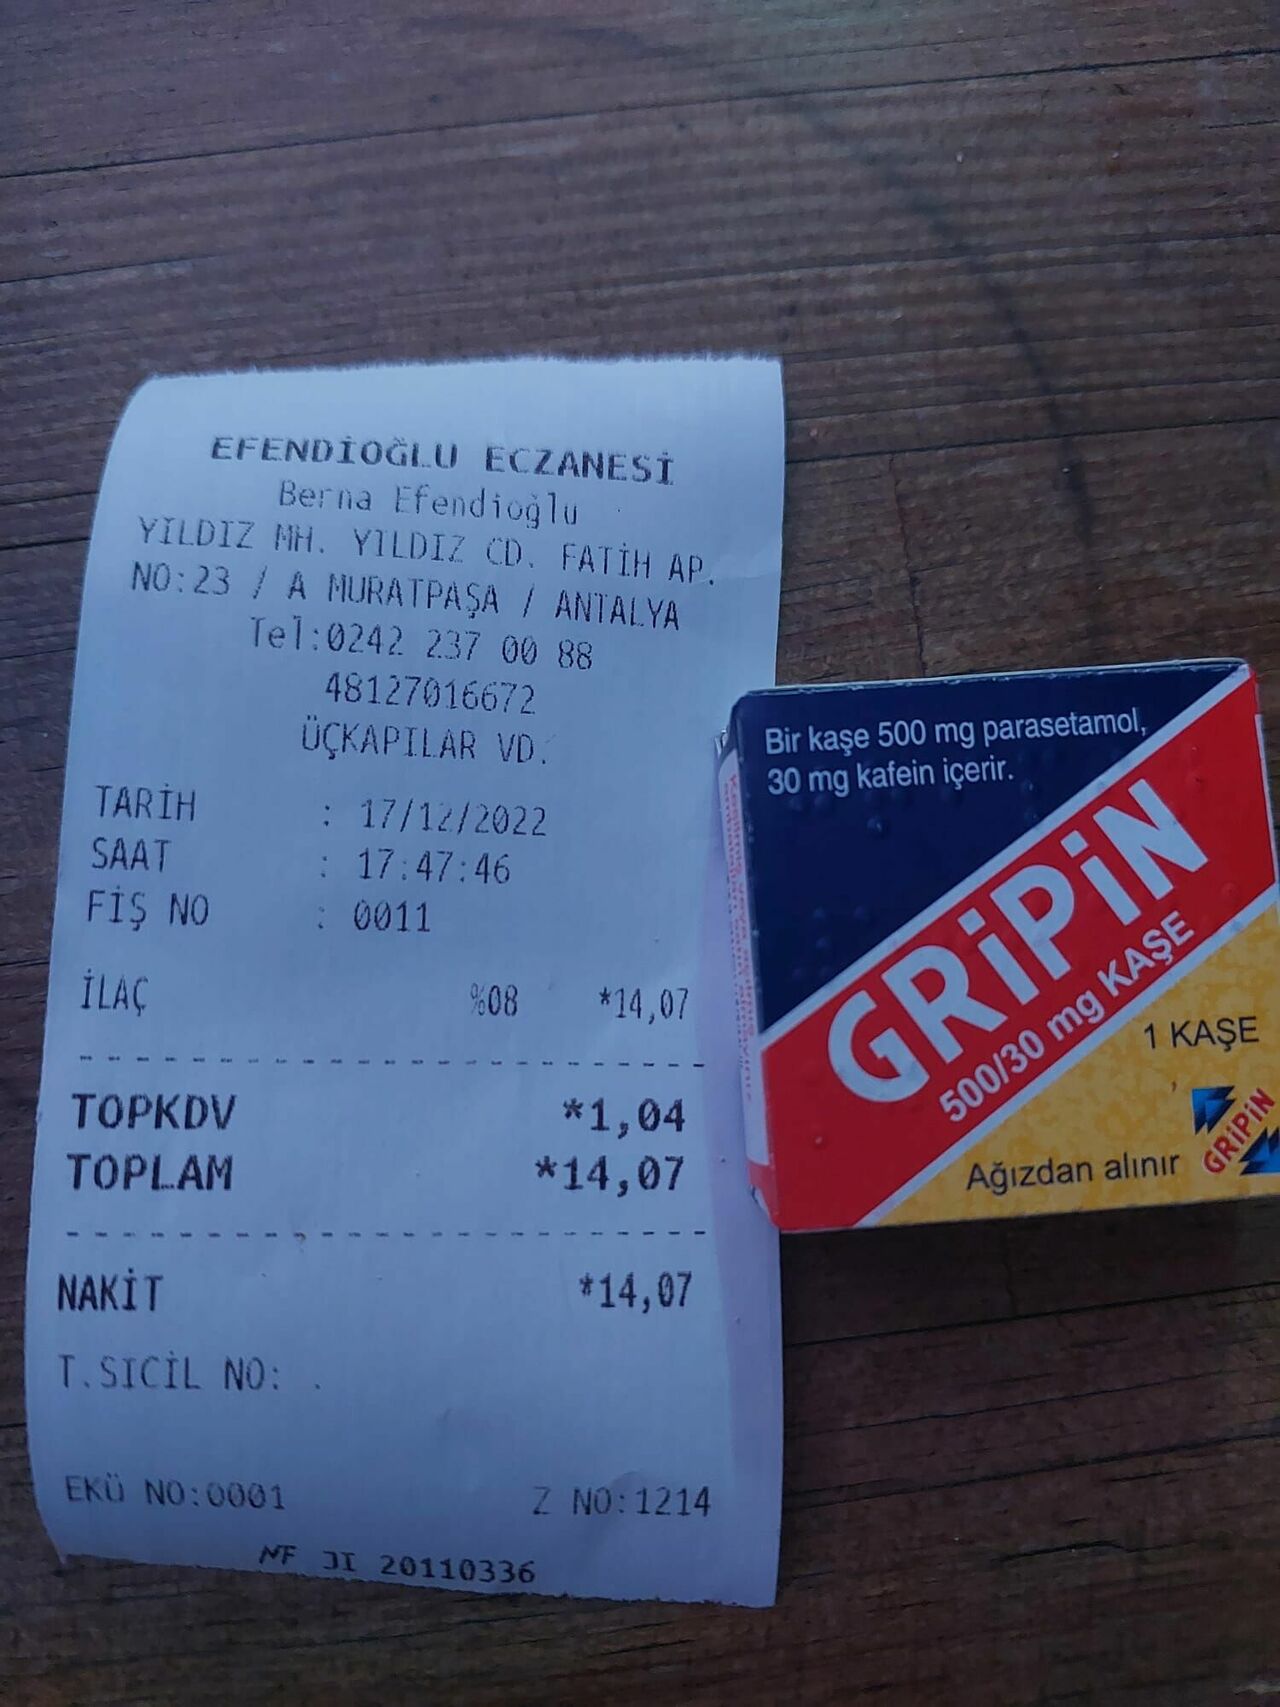 EFENDİOĞLU ECZANESİ
Berna Efendioğlu
YILDIZ MH. YILDIZ CD. FATİH AP.
NO:23 / A MURATPAŞA / ANTALYA
Tel:0242 237 00 88
48127016672
ÜÇKAPILAR VD.
TARİH : 17/12/2022
SAAT : 17:47:46
FİŞ NO : 0011
İLAÇ %08 *14,07
TOPKDV *1,04
TOPLAM *14,07
NAKİT *14,07
T.SICİL NO: .
EKÜ NO:0001 Z NO:1214
MF JI 20110336
Bir kaşe 500 mg parasetamol,
30 mg kafein içerir.
GRiPiN
500/30 mg KAŞE
1 KAŞE
Ağızdan alınır
GRiPiN